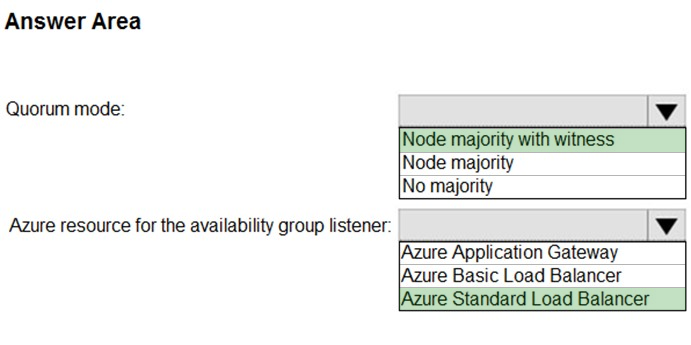 Answer Area
Quorum mode:
Node majority with witness
Node majority
No majority
Azure resource for the availability group listener:
Azure Application Gateway
Azure Basic Load Balancer
Azure Standard Load Balancer